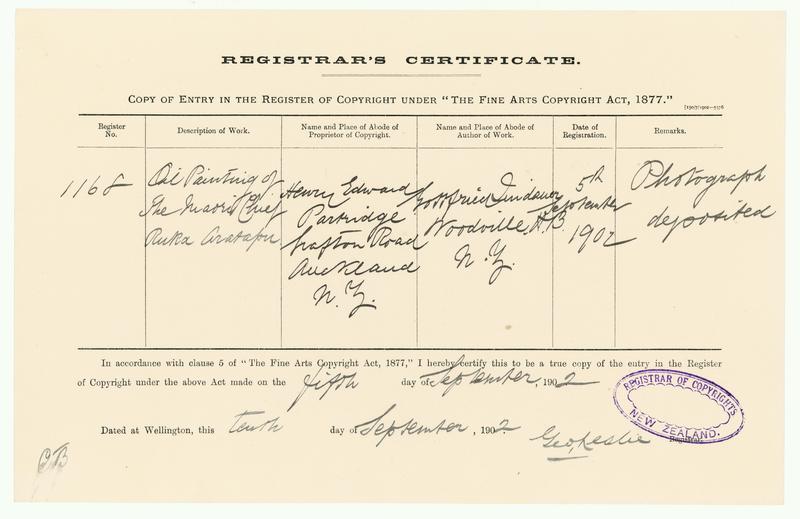 REGISTRAR'S CERTIFICATE.
COPY OF ENTRY IN THE REGISTER OF COPYRIGHT UNDER "THE FINE ARTS COPYRIGHT ACT, 1877."
Register No.
Description of Work.
Name and Place of Abode of Proprietor of Copyright.
Name and Place of Abode of Author of Work.
Date of Registration.
Remarks.
1168
Oil Painting of
The Maori Chief
Ruka Aratapu
Henry Edward
Partridge
Grafton Road
Auckland
N. Z.
Gottfried Lindauer
Woodville, H.B.
N. Z.
5th
September
1902
Photograph
deposited
In accordance with clause 5 of "The Fine Arts Copyright Act, 1877," I hereby certify this to be a true copy of the entry in the Register
of Copyright under the above Act made on the fifth day of September, 1902
Dated at Wellington, this tenth day of September, 1902.
Geo Leslie
Registrar.
REGISTRAR OF COPYRIGHTS
NEW ZEALAND.